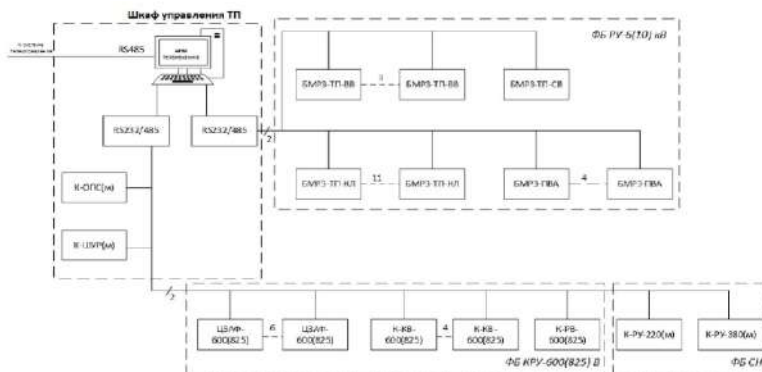 Шкаф управления ТП
RS485
RS232/485
RS232/485
К-ОПС(м)
К-ШУР(м)
2
ФБ РУ-6(10) кВ
БМРЗ-ТП-ВВ
3
БМРЗ-ТП-ВВ
БМРЗ-ТП-СВ
2
БМРЗ-ТП-КЛ
11
БМРЗ-ТП-КЛ
БМРЗ-ПВА
4
БМРЗ-ПВА
ЦЗАФ-
600(825)
6
ЦЗАФ-
600(825)
К-КВ-
600(825)
4
К-КВ-
600(825)
К-РВ-
600(825)
ФБ КРУ-600(825) В
К-РУ-220(м)
К-РУ-380(м)
ФБ СН